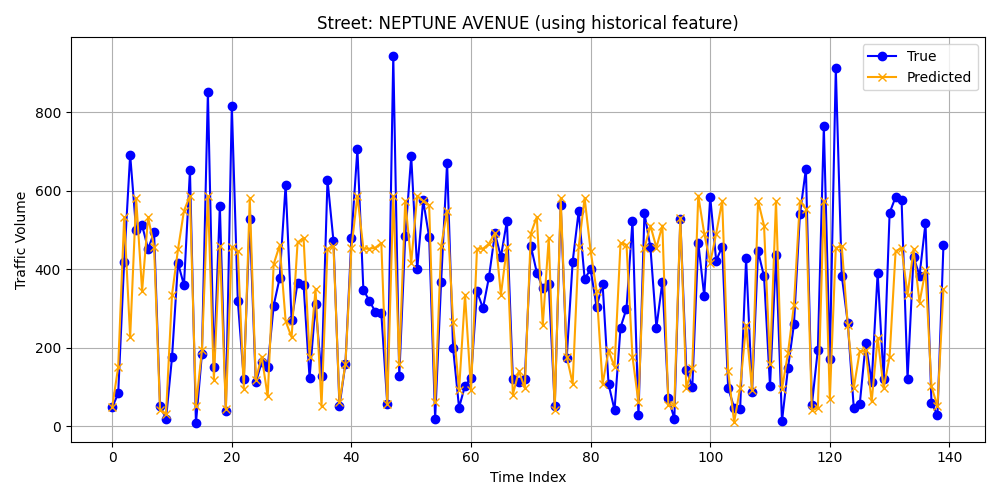 Street: NEPTUNE AVENUE (using historical feature)
True
Predicted
Traffic Volume
800
600
400
200
0
0 20 40 60 80 100 120 140
Time Index